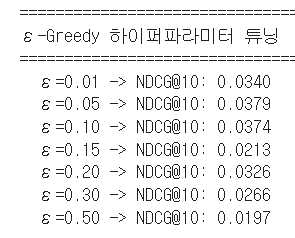 ====================================
ε-Greedy 하이퍼파라미터 튜닝
====================================
ε=0.01 -> NDCG@10: 0.0340
ε=0.05 -> NDCG@10: 0.0379
ε=0.10 -> NDCG@10: 0.0374
ε=0.15 -> NDCG@10: 0.0213
ε=0.20 -> NDCG@10: 0.0326
ε=0.30 -> NDCG@10: 0.0266
ε=0.50 -> NDCG@10: 0.0197